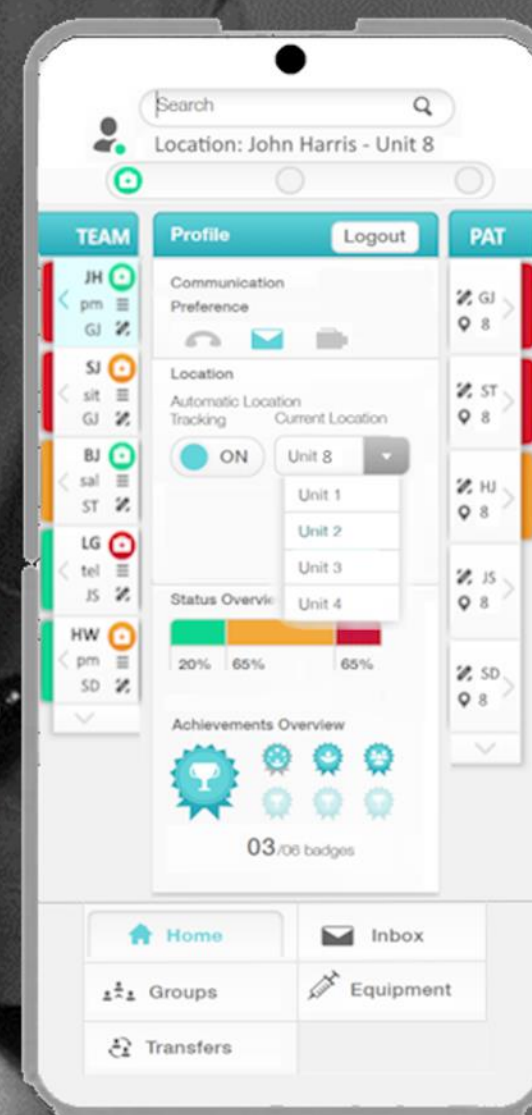 Search
Location: John Harris - Unit 8
TEAM
JH
pm
GJ
SJ
sit
GJ
BJ
sal
ST
LG
tel
JS
HW
pm
SD
Profile
Logout
Communication
Preference
Location
Automatic Location
Tracking
Current Location
ON
Unit 8
Unit 1
Unit 2
Unit 3
Unit 4
Status Overvie
20% 65% 65%
Achievements Overview
03/06 badges
PAT
GJ
8
ST
8
HJ
8
JS
8
SD
8
Home
Inbox
Groups
Equipment
Transfers